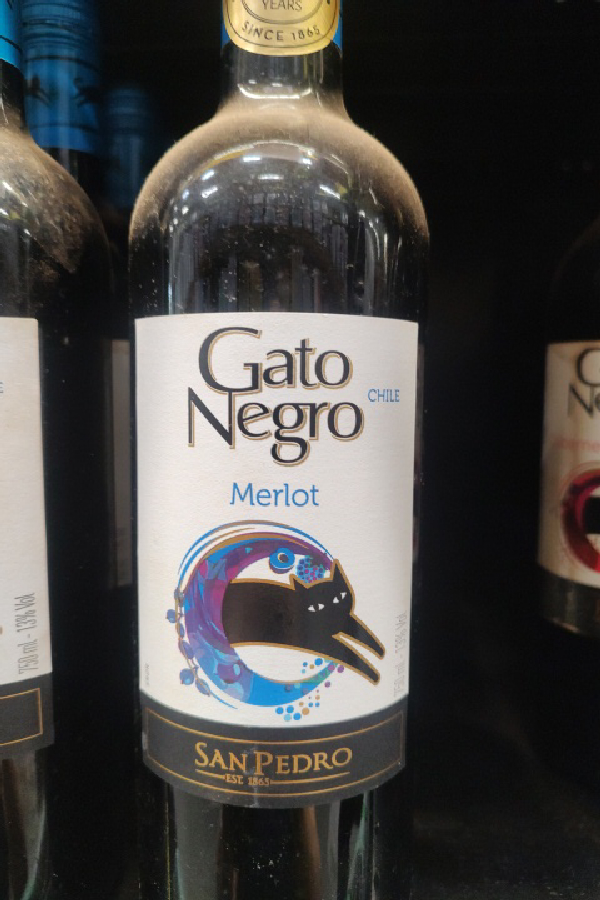 YEARS
SINCE 1865
Gato
Negro
CHILE
Merlot
750 mL - 13% Vol
SAN PEDRO
EST. 1865